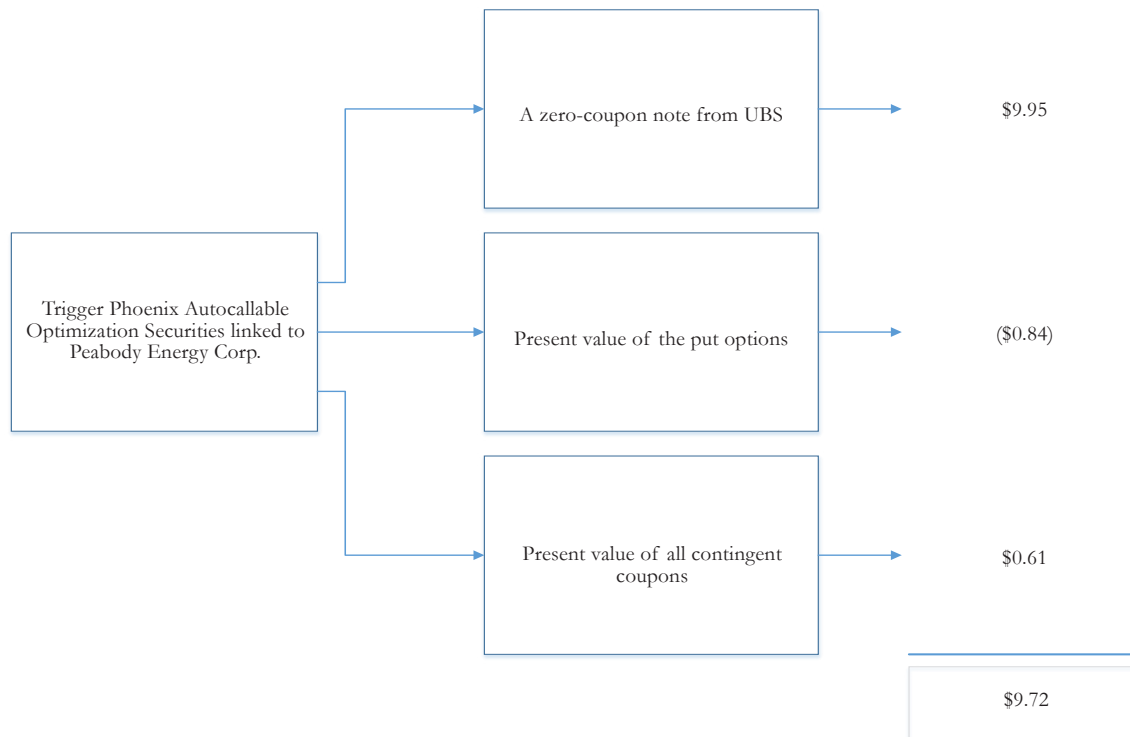 A zero-coupon note from UBS
$9.95
Trigger Phoenix Autocallable
Optimization Securities linked to
Peabody Energy Corp.
Present value of the put options
($0.84)
Present value of all contingent
coupons
$0.61
$9.72